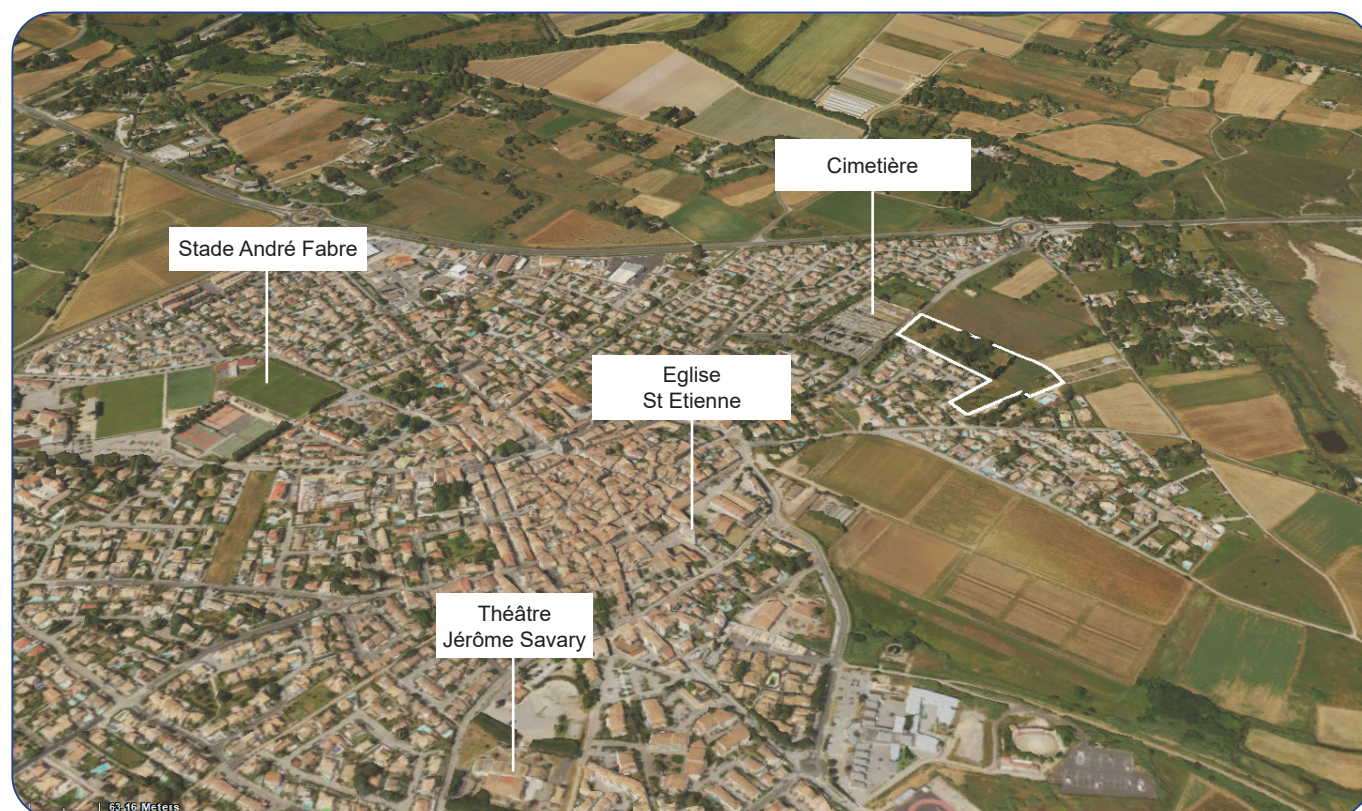 Cimetière
Stade André Fabre
Eglise
St Etienne
Théâtre
Jérôme Savary
63.16 Meters